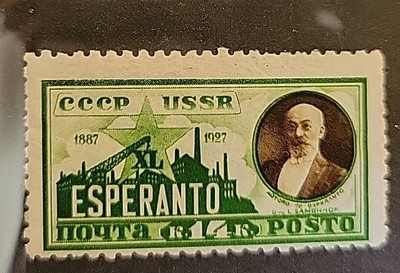 СССР USSR
1887 1927
XL
ESPERANTO
ПОЧТА К 14 К POSTO